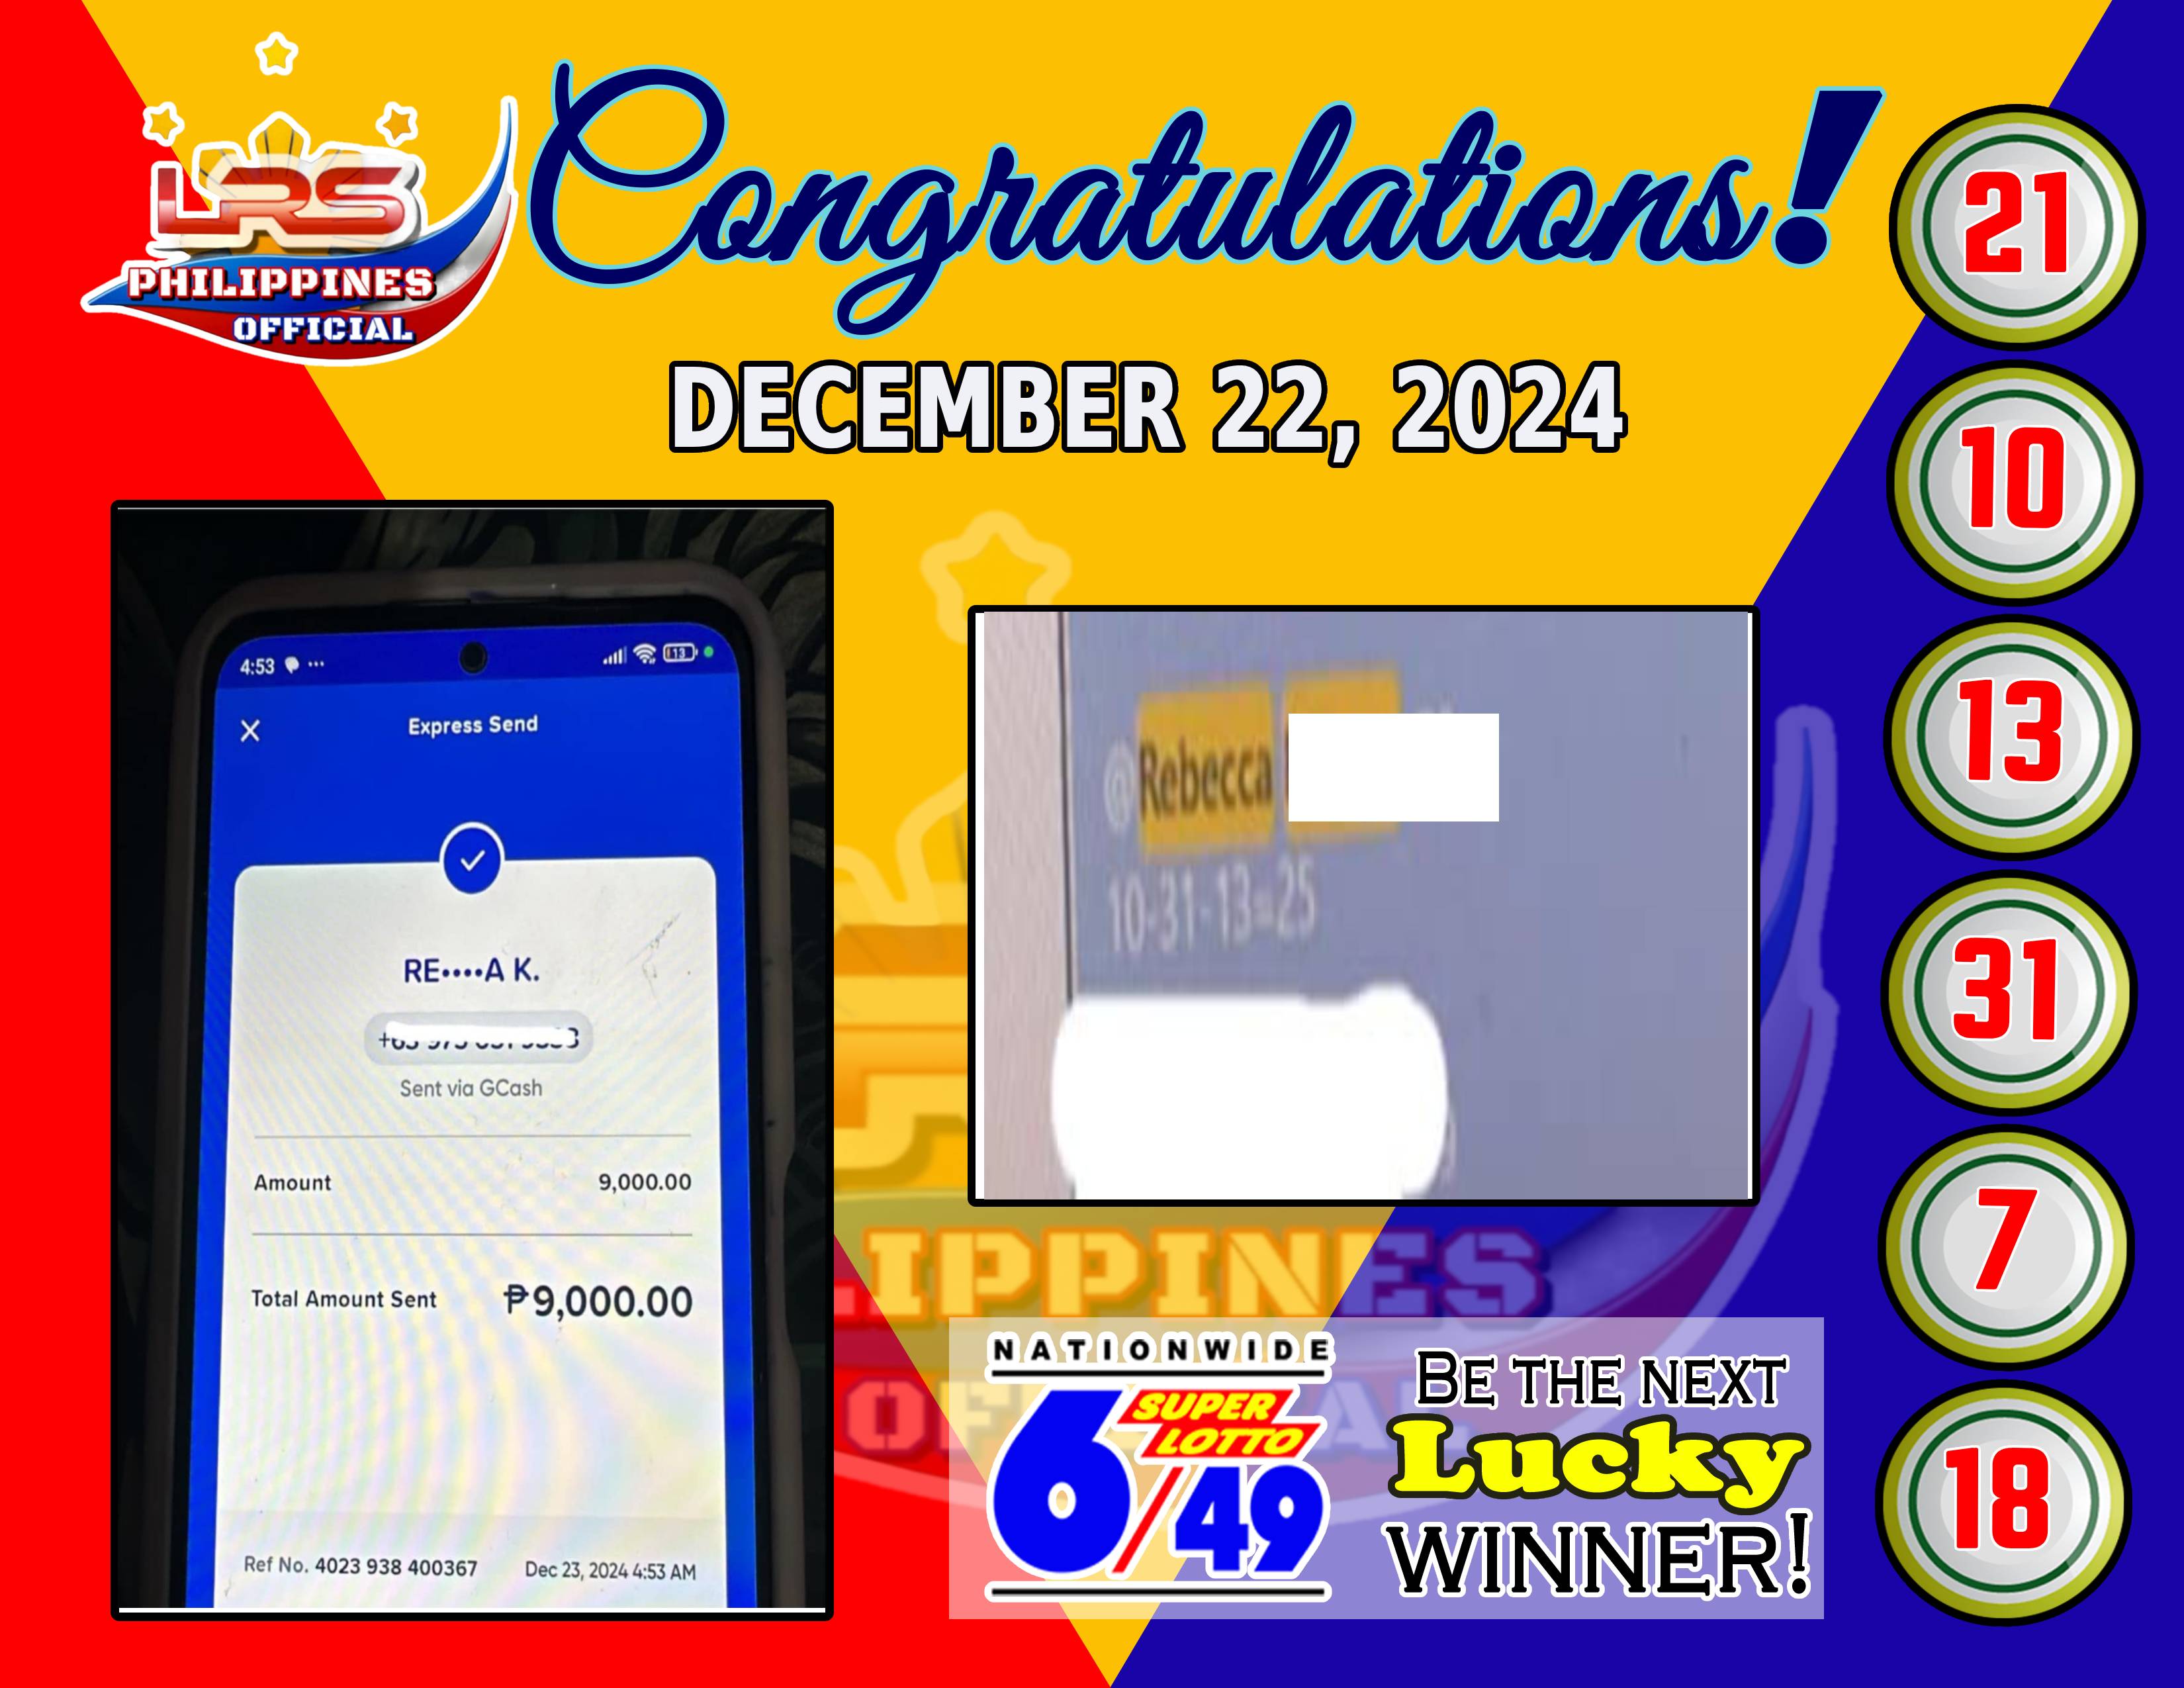 LRS
PHILIPPINES
OFFICIAL
Congratulations!
DECEMBER 22, 2024
4:53
13
Express Send
RE••••A K.
Sent via GCash
Amount 9,000.00
Total Amount Sent ₱9,000.00
Ref No. 4023 938 400367 Dec 23, 2024 4:53 AM
@Rebecca
10-31-13=25
LIPPINES
NATIONWIDE
SUPER
LOTTO
6/49
BE THE NEXT
Lucky
WINNER!
21
10
13
31
7
18